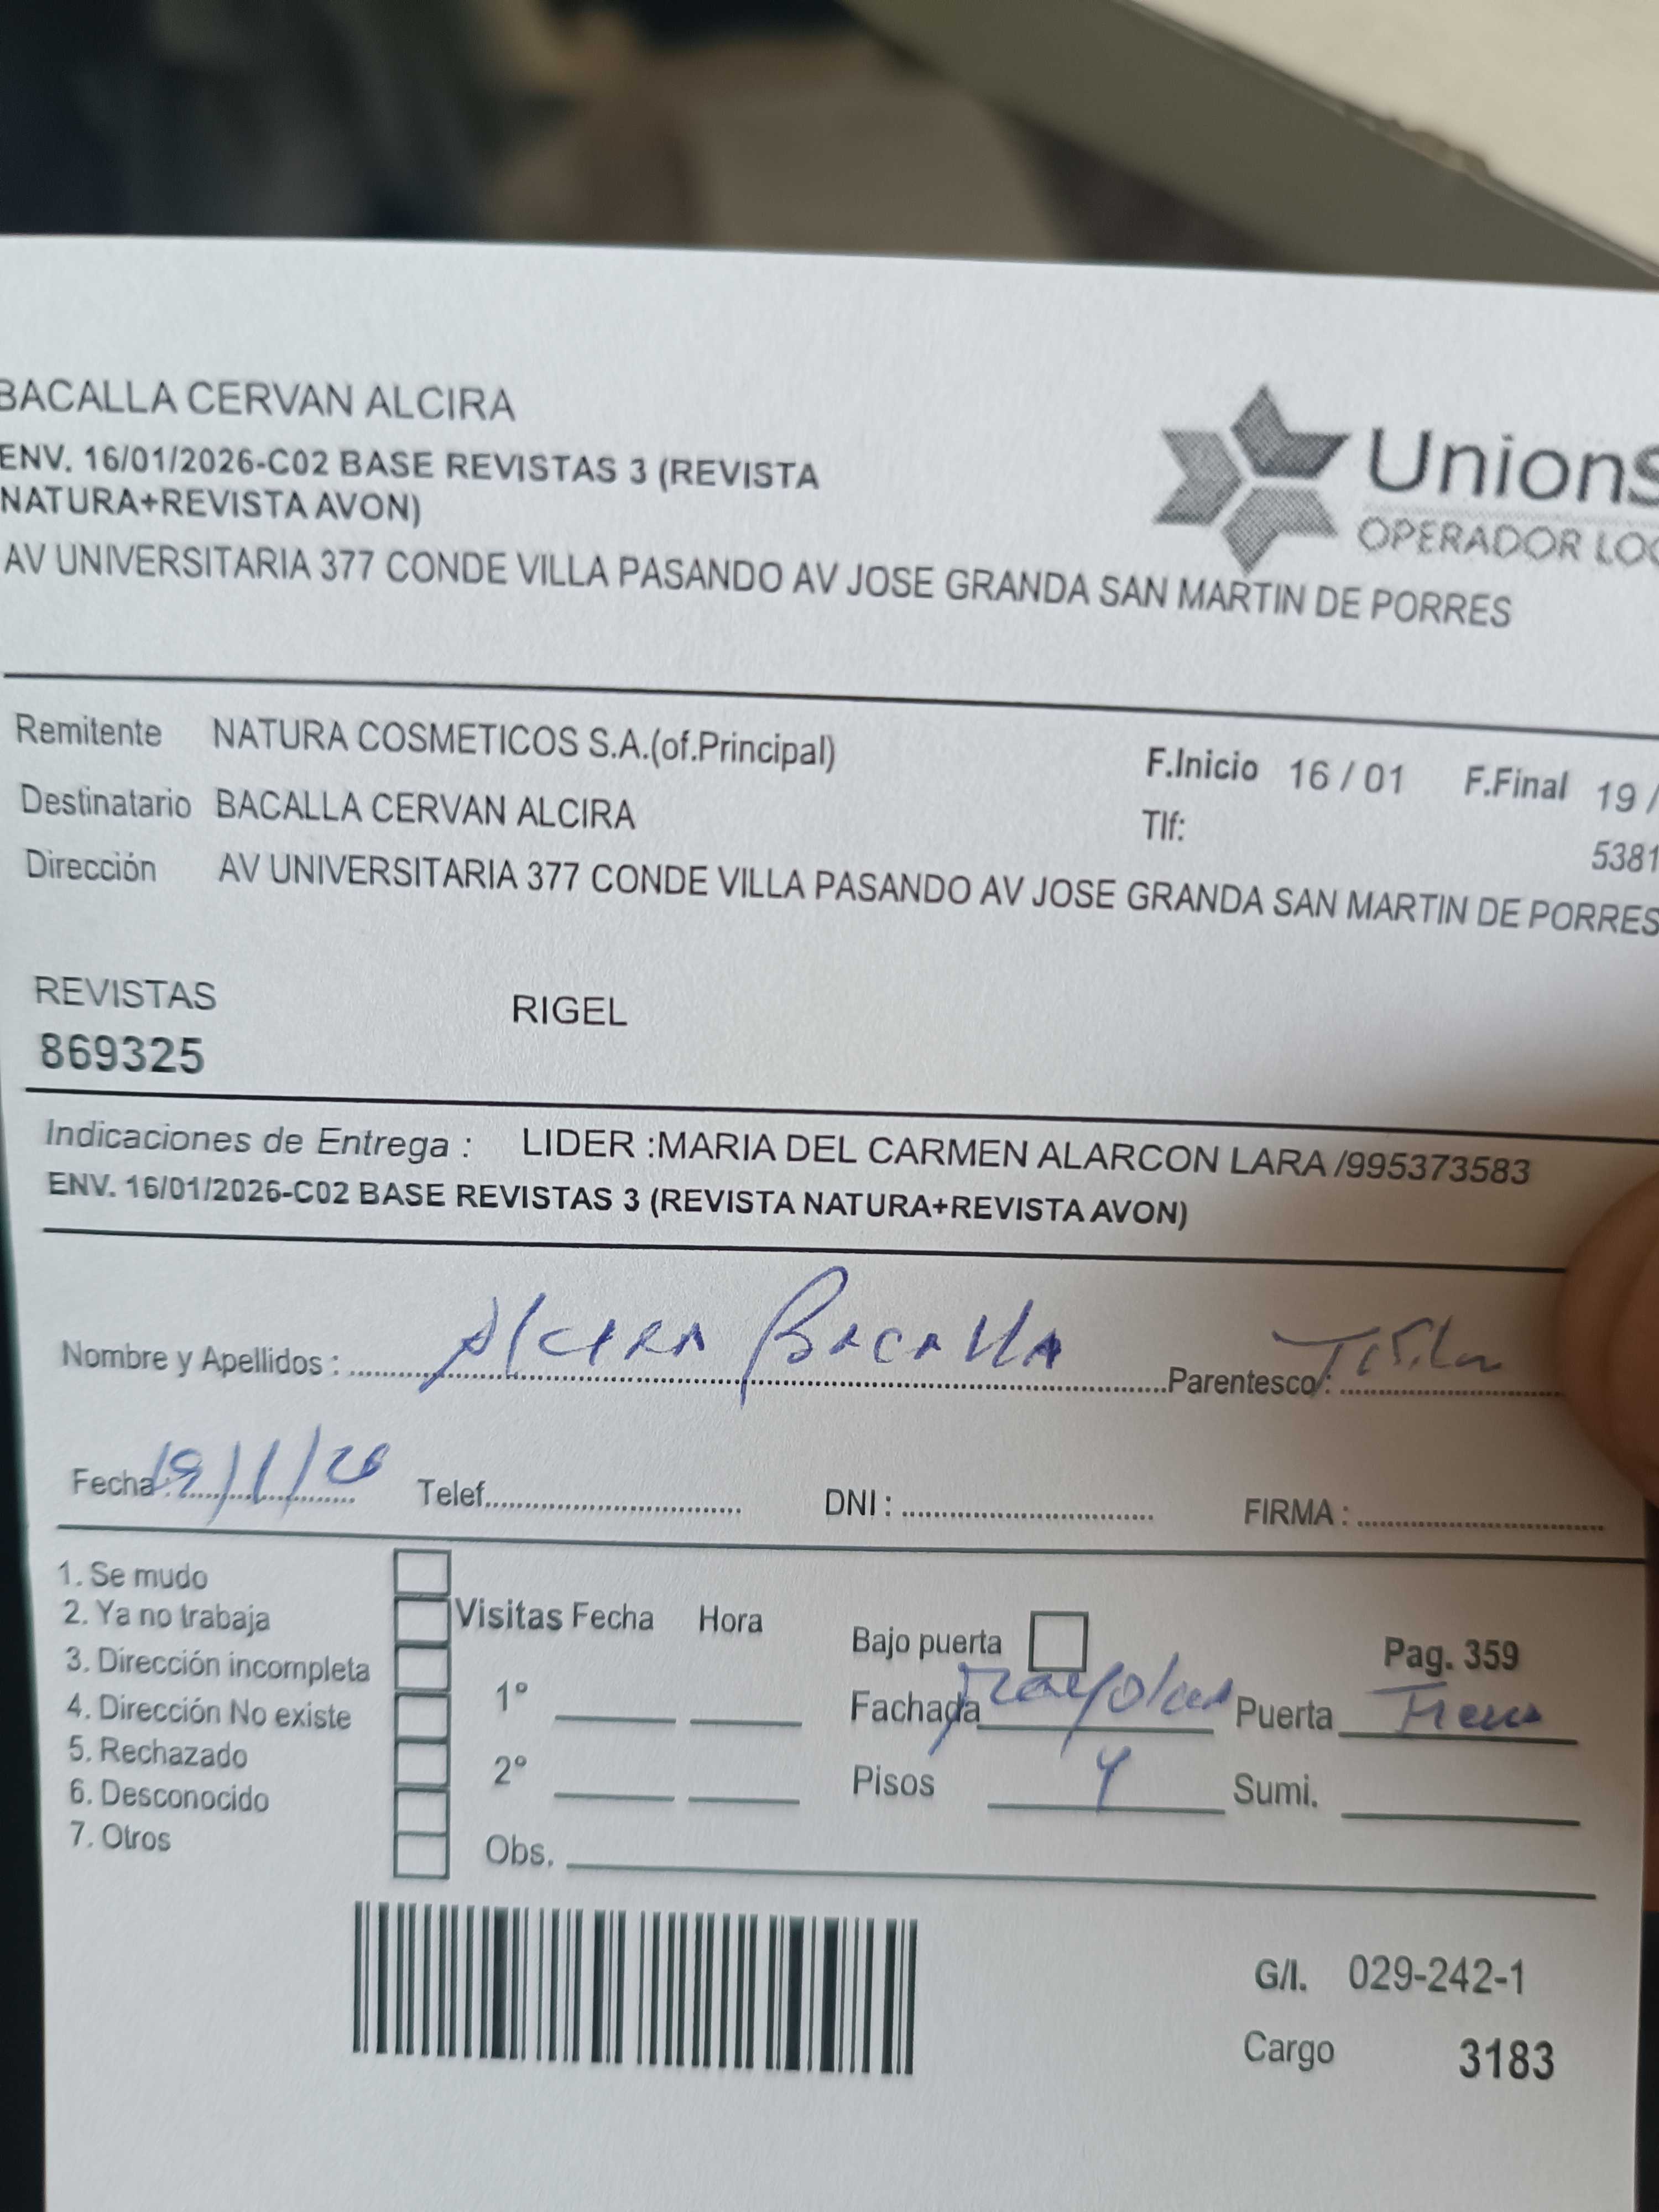 BACALLA CERVAN ALCIRA
ENV. 16/01/2026-C02 BASE REVISTAS 3 (REVISTA
NATURA+REVISTA AVON)
UnionS
OPERADOR LOG
AV UNIVERSITARIA 377 CONDE VILLA PASANDO AV JOSE GRANDA SAN MARTIN DE PORRES
Remitente NATURA COSMETICOS S.A.(of.Principal) F.Inicio 16 / 01 F.Final 19 /
Destinatario BACALLA CERVAN ALCIRA Tlf: 5381
Dirección AV UNIVERSITARIA 377 CONDE VILLA PASANDO AV JOSE GRANDA SAN MARTIN DE PORRES
REVISTAS RIGEL
869325
Indicaciones de Entrega : LIDER :MARIA DEL CARMEN ALARCON LARA /995373583
ENV. 16/01/2026-C02 BASE REVISTAS 3 (REVISTA NATURA+REVISTA AVON)
Nombre y Apellidos : Alcira Bacalla Parentesco :
Fecha : 19/1/26 Telef. DNI : FIRMA :
1. Se mudo
2. Ya no trabaja Visitas Fecha Hora Bajo puerta Pag. 359
3. Dirección incompleta 1° Fachada Puerta
4. Dirección No existe
5. Rechazado 2° Pisos 4 Sumi.
6. Desconocido
7. Otros Obs.
G/I. 029-242-1
Cargo 3183